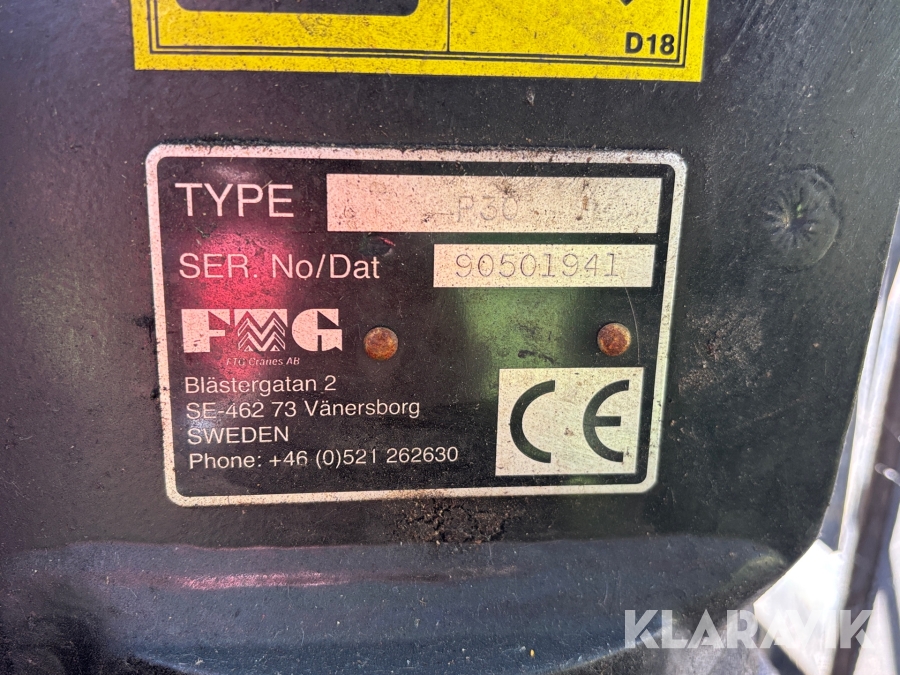 D18
TYPE P30
SER. No/Dat 90501941
FMG
FTG Cranes AB
Blästergatan 2
SE-462 73 Vänersborg
SWEDEN
Phone: +46 (0)521 262630
CE
KLARAVIK